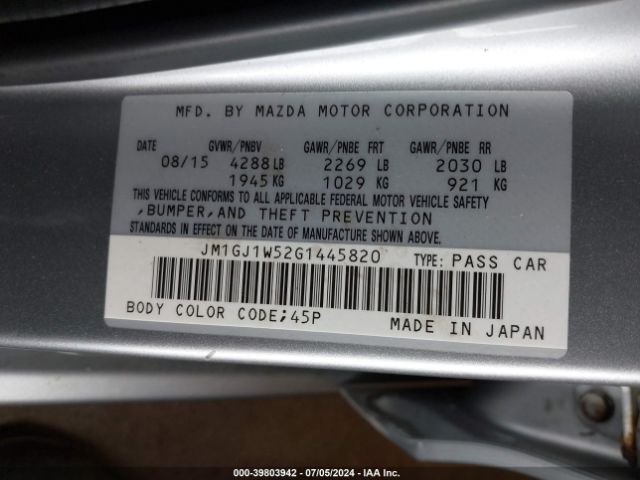 MFD. BY MAZDA MOTOR CORPORATION
DATE GVWR/PNBV GAWR/PNBE FRT GAWR/PNBE RR
08/15 4288 LB 2269 LB 2030 LB
1945 KG 1029 KG 921 KG
THIS VEHICLE CONFORMS TO ALL APPLICABLE FEDERAL MOTOR VEHICLE SAFETY
,BUMPER,AND THEFT PREVENTION
STANDARDS IN EFFECT ON THE DATE OF MANUFACTURE SHOWN ABOVE.
JM1GJ1W52G1445820 TYPE: PASS CAR
BODY COLOR CODE;45P MADE IN JAPAN
000-39803942 - 07/05/2024 - IAA Inc.